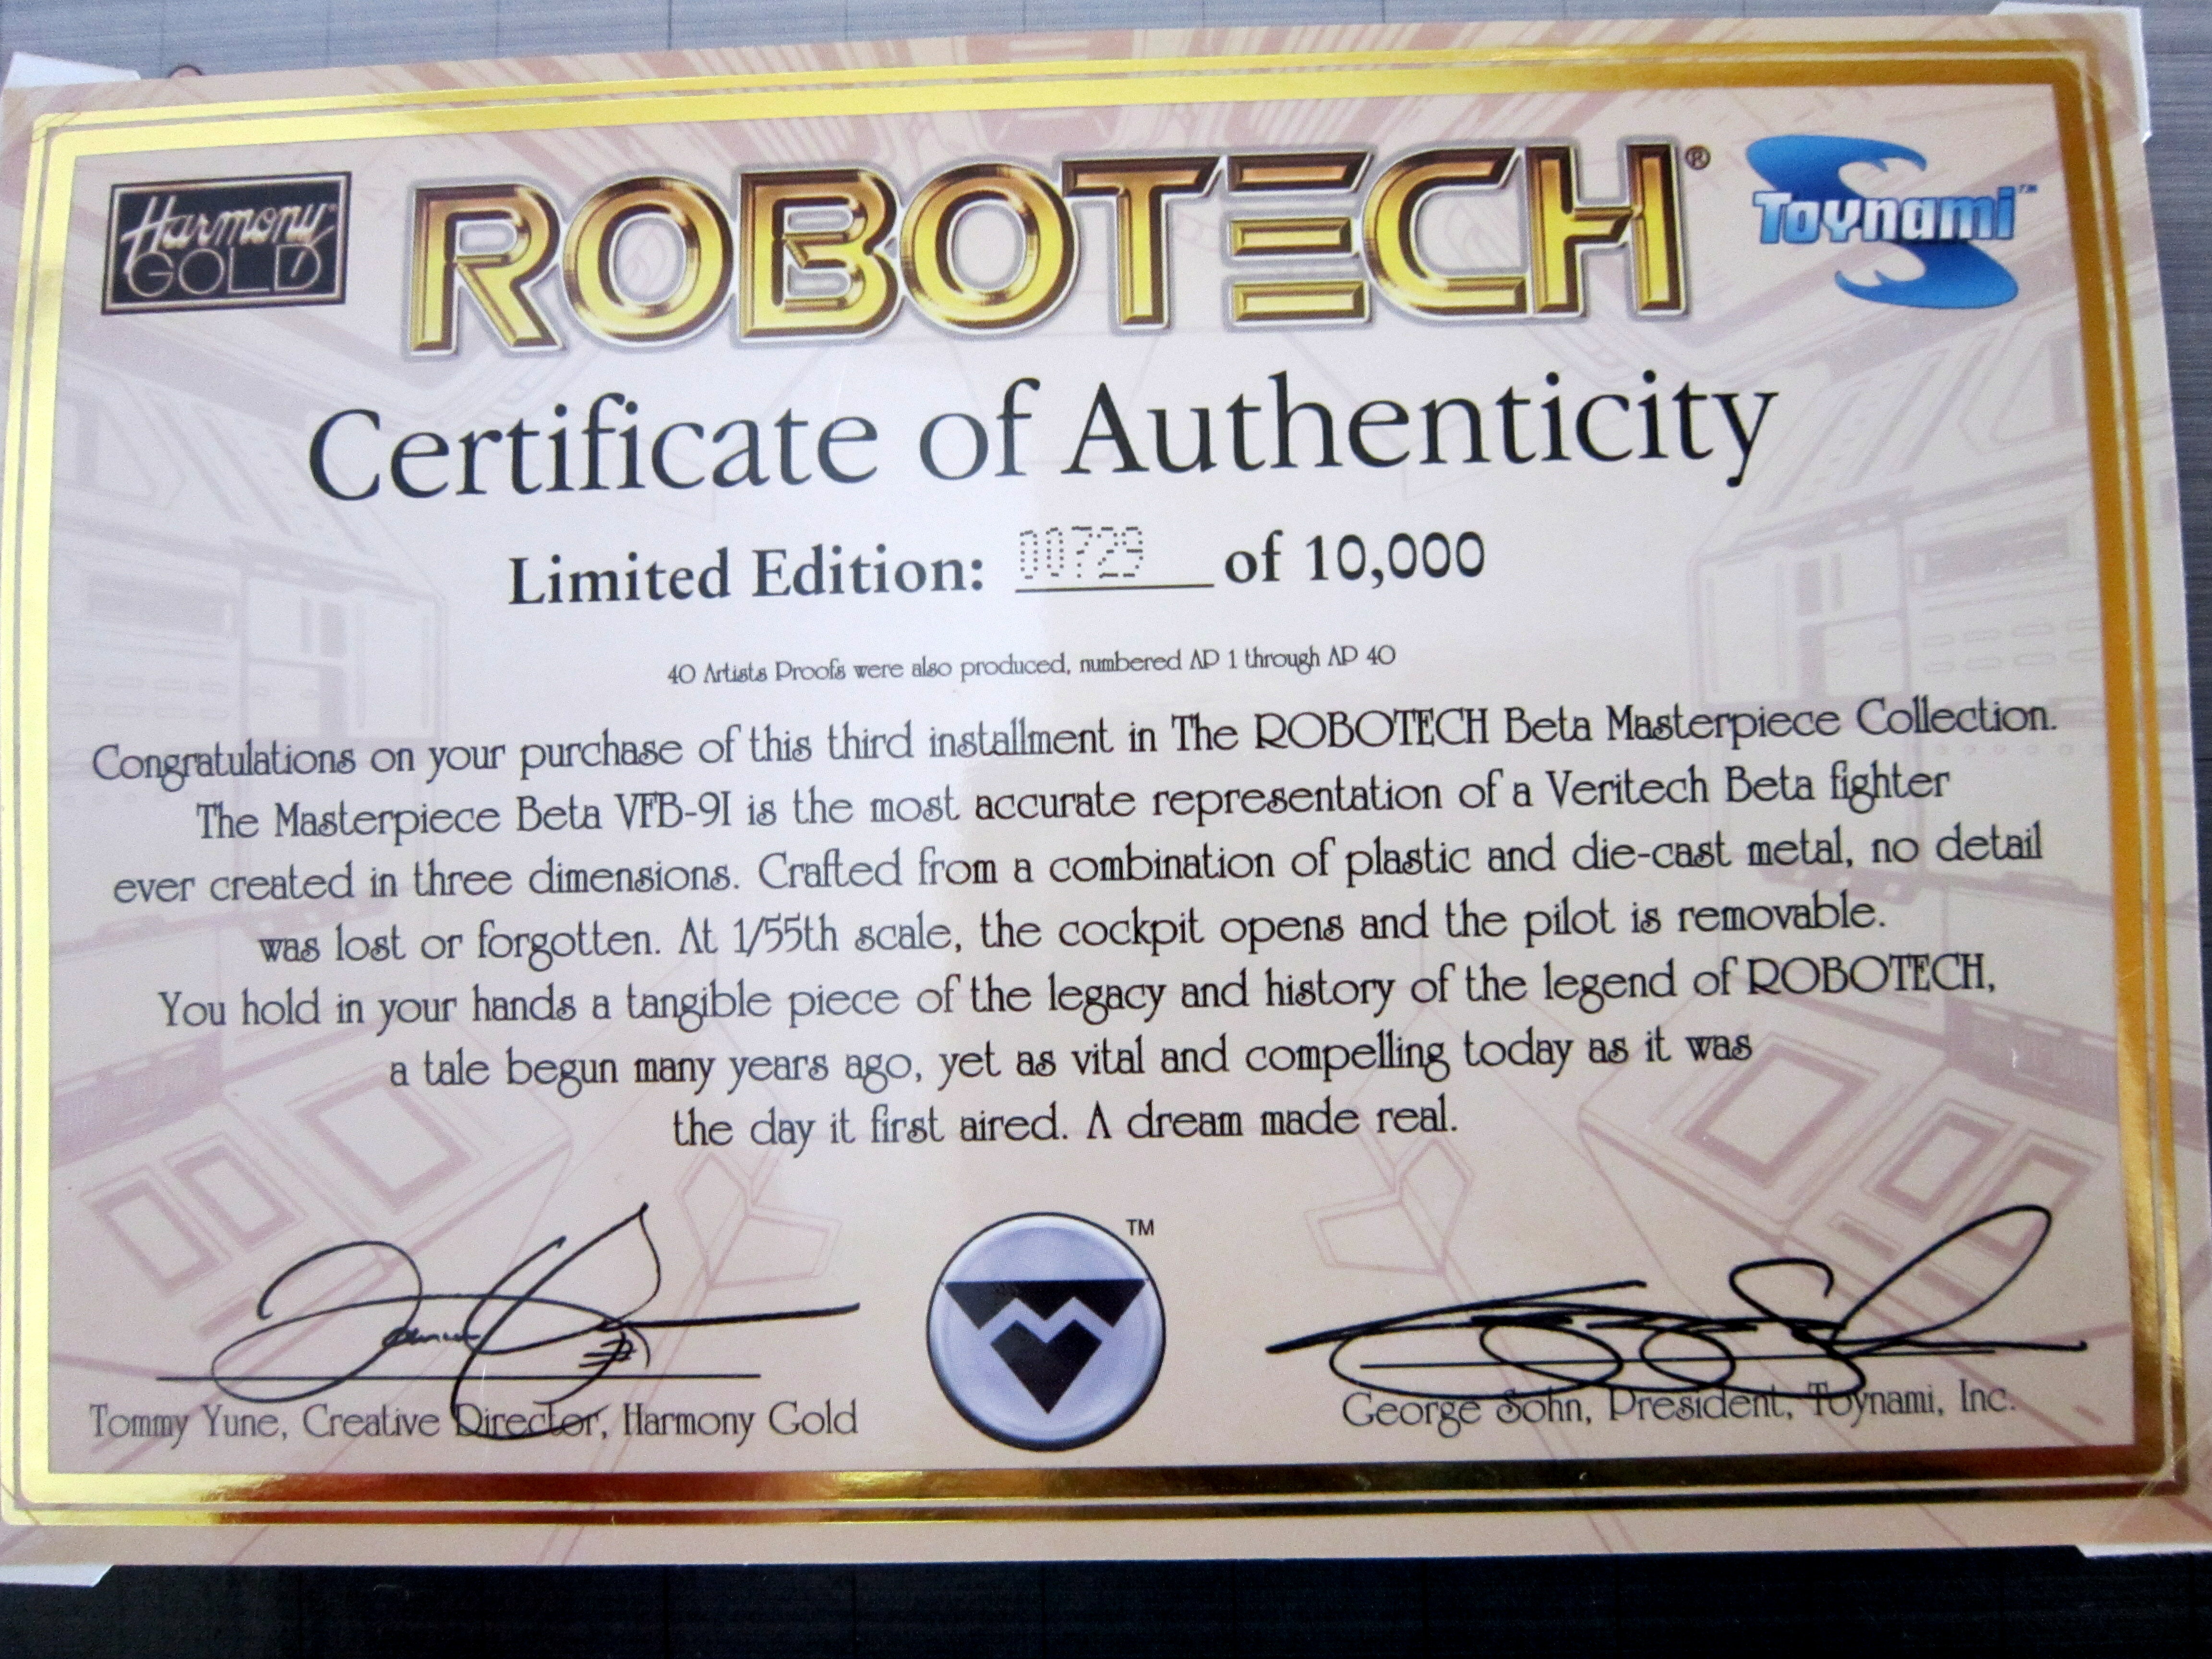 Harmony GOLD
ROBOTECH®
Toynami™
Certificate of Authenticity
Limited Edition: 00729 of 10,000
40 Artists Proofs were also produced, numbered AP 1 through AP 40
Congratulations on your purchase of this third installment in The ROBOTECH Beta Masterpiece Collection.
The Masterpiece Beta VFB-9I is the most accurate representation of a Veritech Beta fighter
ever created in three dimensions. Crafted from a combination of plastic and die-cast metal, no detail
was lost or forgotten. At 1/55th scale, the cockpit opens and the pilot is removable.
You hold in your hands a tangible piece of the legacy and history of the legend of ROBOTECH,
a tale begun many years ago, yet as vital and compelling today as it was
the day it first aired. A dream made real.
TM
Tommy Yune, Creative Director, Harmony Gold
George Sohn, President, Toynami, Inc.